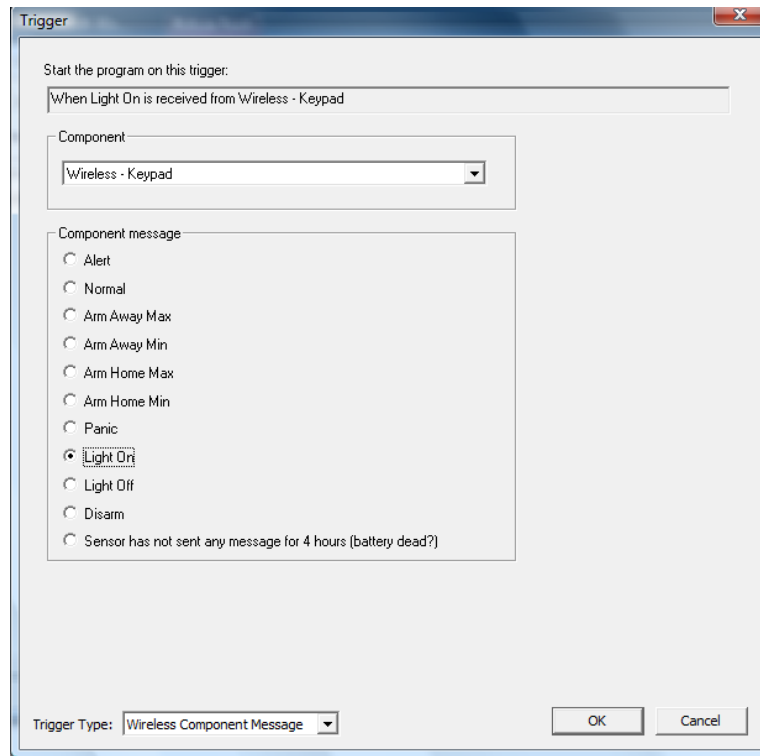 Trigger
Start the program on this trigger:
When Light On is received from Wireless - Keypad
Component
Wireless - Keypad
Component message
Alert
Normal
Arm Away Max
Arm Away Min
Arm Home Max
Arm Home Min
Panic
Light On
Light Off
Disarm
Sensor has not sent any message for 4 hours (battery dead?)
Trigger Type: Wireless Component Message
OK
Cancel